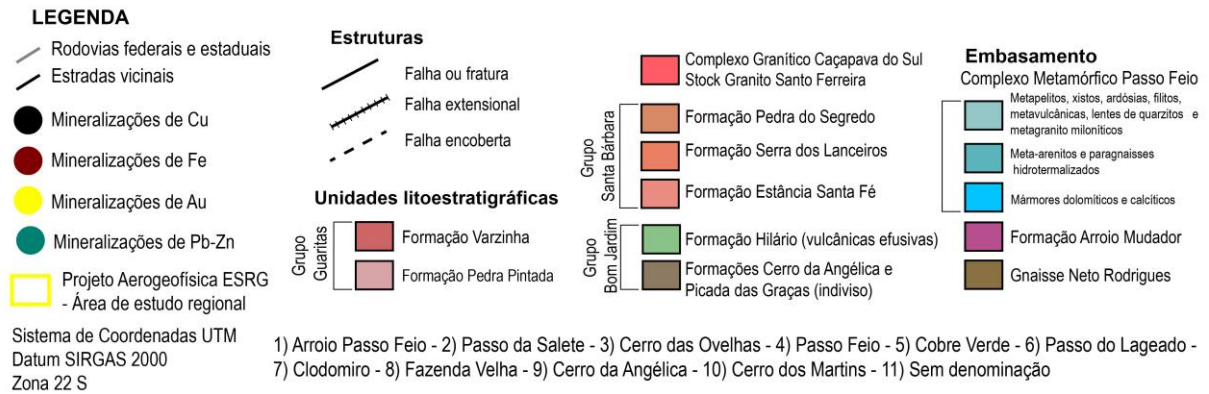 LEGENDA
Rodovias federais e estaduais
Estradas vicinais
Mineralizações de Cu
Mineralizações de Fe
Mineralizações de Au
Mineralizações de Pb-Zn
Projeto Aerogeofísica ESRG
- Área de estudo regional
Sistema de Coordenadas UTM
Datum SIRGAS 2000
Zona 22 S
Estruturas
Falha ou fratura
Falha extensional
Falha encoberta
Unidades litoestratigráficas
Grupo
Guaritas
Formação Varzinha
Formação Pedra Pintada
Complexo Granítico Caçapava do Sul
Stock Granito Santo Ferreira
Grupo
Santa Bárbara
Formação Pedra do Segredo
Formação Serra dos Lanceiros
Formação Estância Santa Fé
Grupo
Bom Jardim
Formação Hilário (vulcânicas efusivas)
Formações Cerro da Angélica e
Picada das Graças (indiviso)
Embasamento
Complexo Metamórfico Passo Feio
Metapelitos, xistos, ardósias, filitos,
metavulcânicas, lentes de quarzitos e
metagranito miloníticos
Meta-arenitos e paragnaisses
hidrotermalizados
Mármores dolomíticos e calcíticos
Formação Arroio Mudador
Gnaisse Neto Rodrigues
1) Arroio Passo Feio - 2) Passo da Salete - 3) Cerro das Ovelhas - 4) Passo Feio - 5) Cobre Verde - 6) Passo do Lageado -
7) Clodomiro - 8) Fazenda Velha - 9) Cerro da Angélica - 10) Cerro dos Martins - 11) Sem denominação